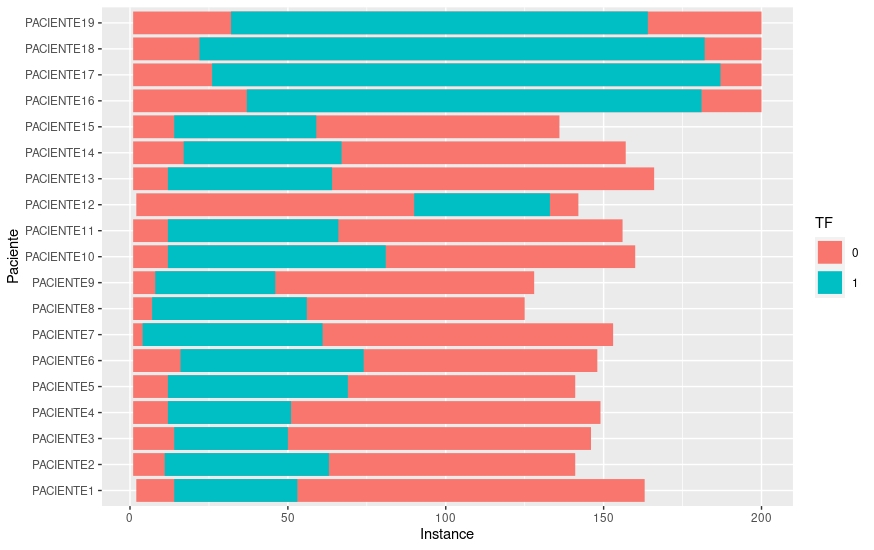 PACIENTE19
PACIENTE18
PACIENTE17
PACIENTE16
PACIENTE15
PACIENTE14
PACIENTE13
PACIENTE12
PACIENTE11
PACIENTE10
PACIENTE9
PACIENTE8
PACIENTE7
PACIENTE6
PACIENTE5
PACIENTE4
PACIENTE3
PACIENTE2
PACIENTE1
Paciente
0 50 100 150 200
Instance
TF
0
1